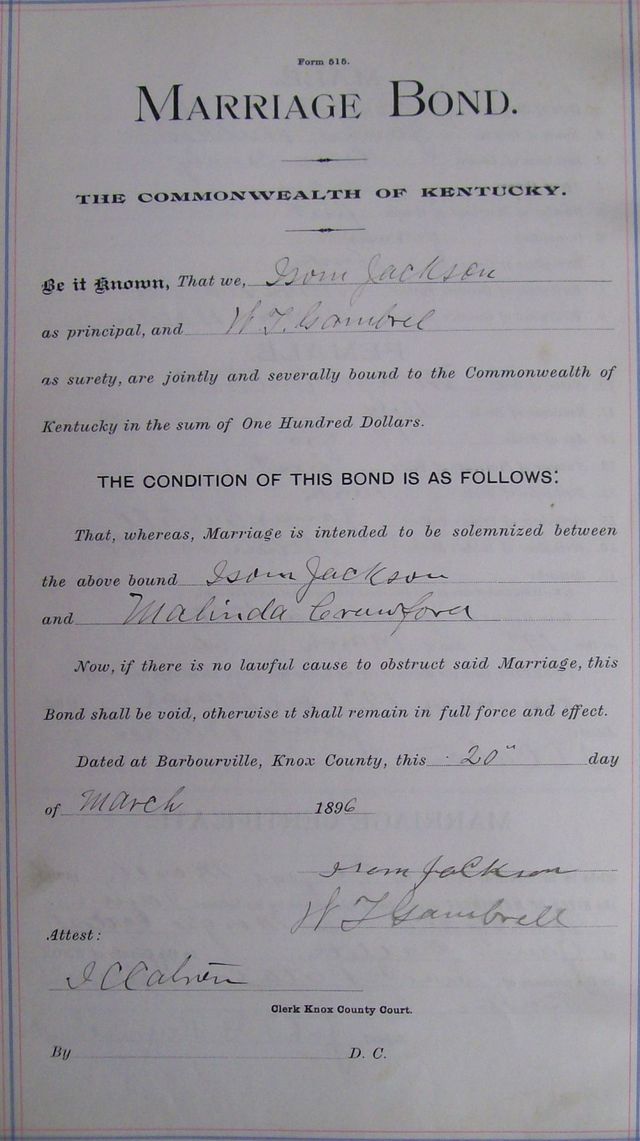 Form 515.
MARRIAGE BOND.
THE COMMONWEALTH OF KENTUCKY.
Be it Known, That we, Isom Jackson
as principal, and W. T. Gambrel
as surety, are jointly and severally bound to the Commonwealth of
Kentucky in the sum of One Hundred Dollars.
THE CONDITION OF THIS BOND IS AS FOLLOWS:
That, whereas, Marriage is intended to be solemnized between
the above bound Isom Jackson
and Malinda Crawford
Now, if there is no lawful cause to obstruct said Marriage, this
Bond shall be void, otherwise it shall remain in full force and effect.
Dated at Barbourville, Knox County, this 20" day
of March 1896
Isom Jackson
W T Gambrell
Attest:
Clerk Knox County Court.
By D. C.